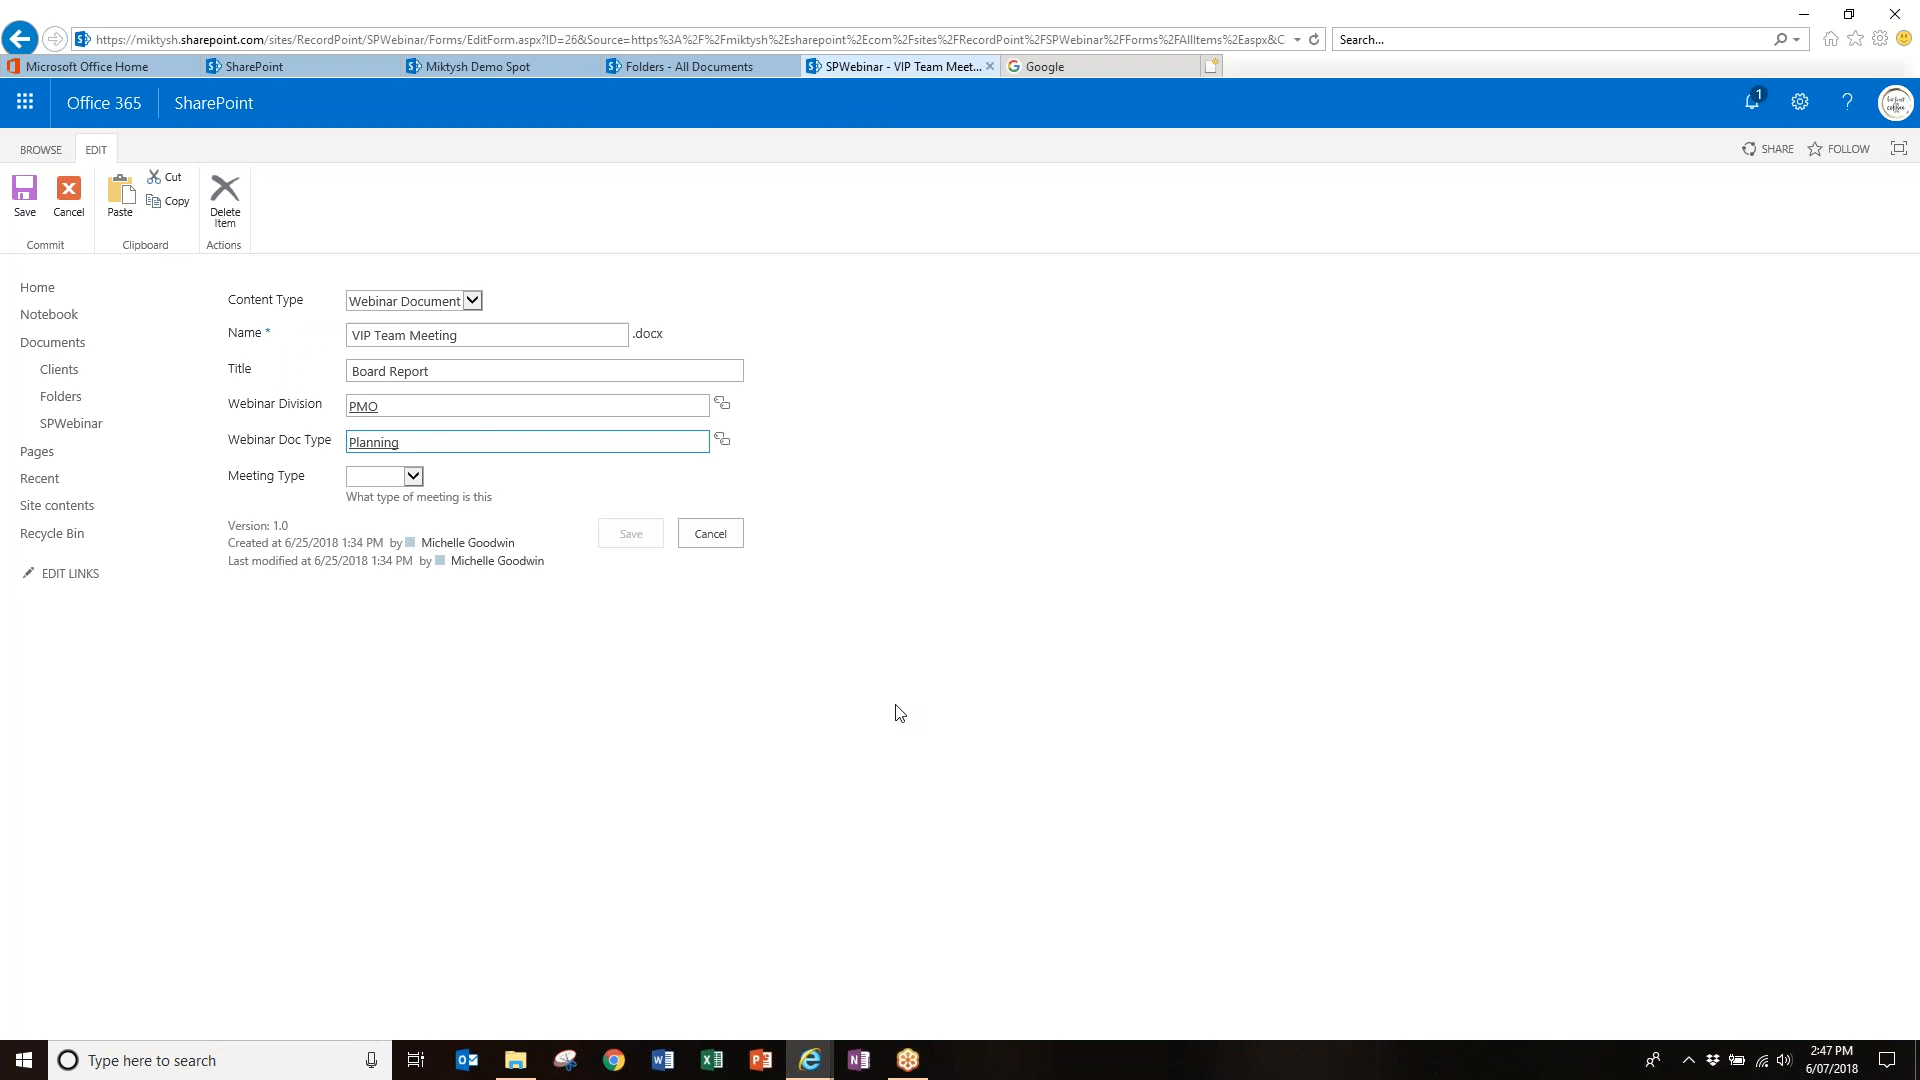 https://miktysh.sharepoint.com/sites/RecordPoint/SPWebinar/Forms/EditForm.aspx?ID=26&Source=https%3A%2F%2Fmiktysh%2Esharepoint%2Ecom%2Fsites%2FRecordPoint%2FSPWebinar%2FForms%2FAllItems%2Easpx&C
Search...
Microsoft Office Home
SharePoint
Miktysh Demo Spot
Folders - All Documents
SPWebinar - VIP Team Meet...
Google
Office 365
SharePoint
1
BROWSE
EDIT
SHARE
FOLLOW
Save
Cancel
Paste
Cut
Copy
Delete
Item
Commit
Clipboard
Actions
Home
Notebook
Documents
Clients
Folders
SPWebinar
Pages
Recent
Site contents
Recycle Bin
EDIT LINKS
Content Type
Webinar Document
Name *
VIP Team Meeting
.docx
Title
Board Report
Webinar Division
PMO
Webinar Doc Type
Planning
Meeting Type
What type of meeting is this
Version: 1.0
Created at 6/25/2018 1:34 PM by Michelle Goodwin
Last modified at 6/25/2018 1:34 PM by Michelle Goodwin
Save
Cancel
Type here to search
2:47 PM
6/07/2018